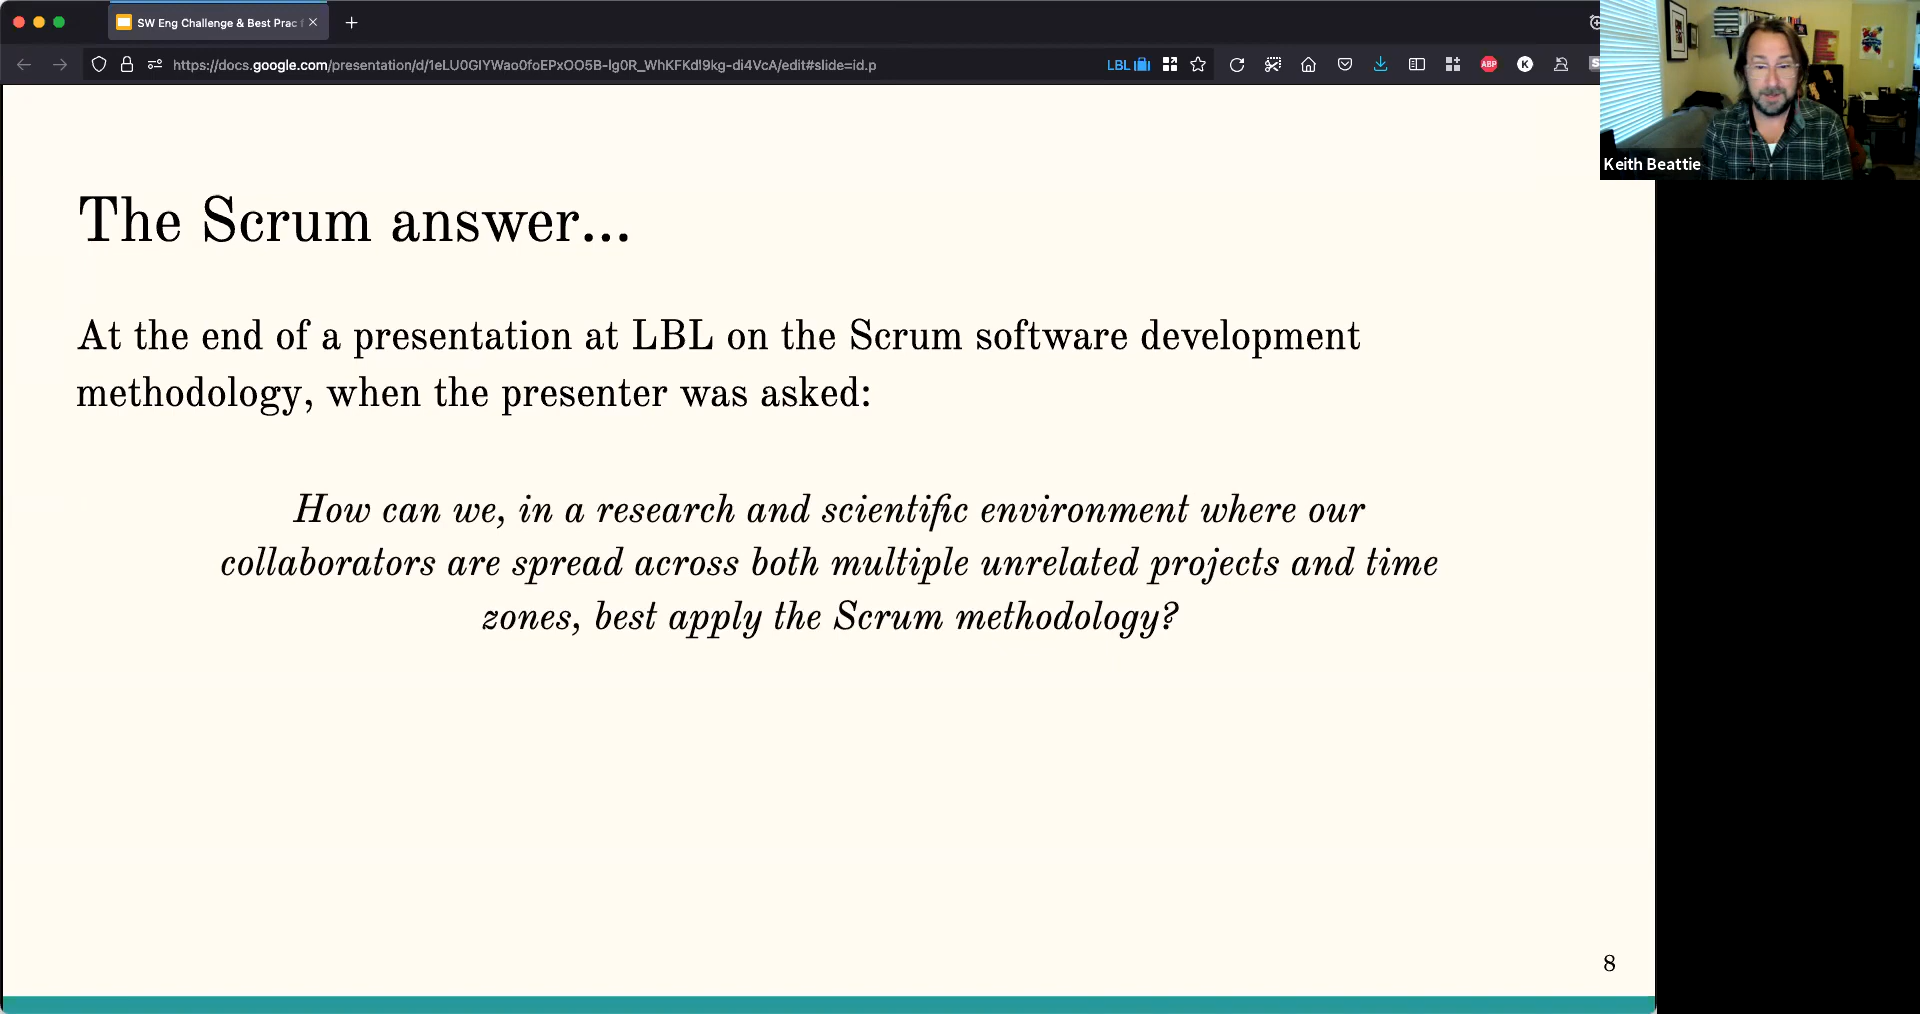 SW Eng Challenge & Best Prac f
https://docs.google.com/presentation/d/1eLU0GIYWao0foEPxOO5B-Ig0R_WhKFKdI9kg-di4VcA/edit#slide=id.p
LBL
ABP
K
S
Keith Beattie
The Scrum answer...
At the end of a presentation at LBL on the Scrum software development
methodology, when the presenter was asked:
How can we, in a research and scientific environment where our
collaborators are spread across both multiple unrelated projects and time
zones, best apply the Scrum methodology?
8